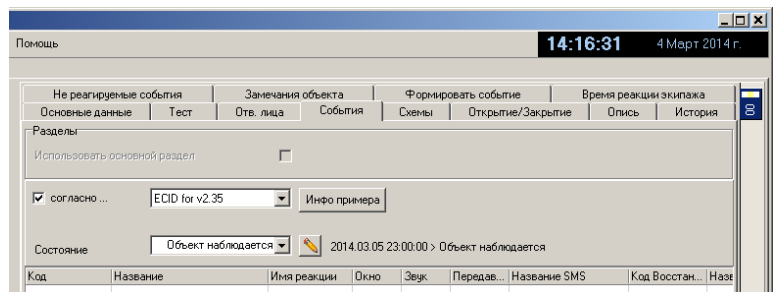 Помощь 14:16:31 4 Март 2014 г.
Не реагируемые события Замечания объекта Формировать событие Время реакции экипажа
Основные данные Тест Отв. лица События Схемы Открытие/Закрытие Опись История
00
Разделы
Использовать основной раздел
согласно ... ECID for v2.35 Инфо примера
Состояние Объект наблюдается 2014.03.05 23:00:00 > Объект наблюдается
Код Название Имя реакции Окно Звук Передав... Название SMS Код Восстан... Назв